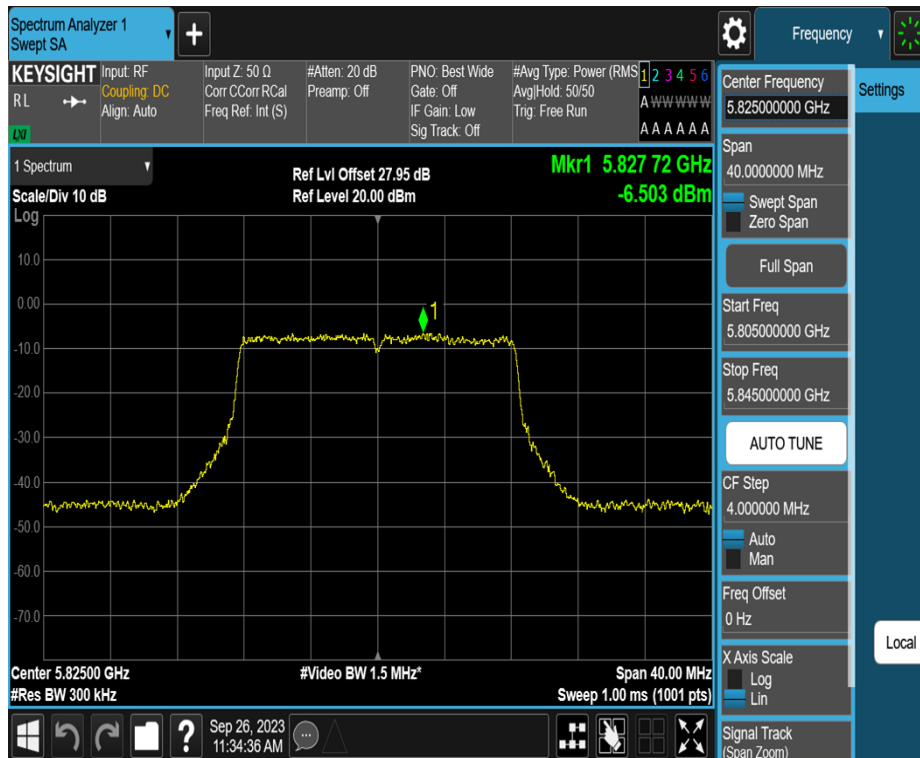 Spectrum Analyzer 1
Swept SA
Frequency
KEYSIGHT
R L
LXI
Input: RF
Coupling: DC
Align: Auto
Input Z: 50 Ω
Corr CCorr RCal
Freq Ref: Int (S)
#Atten: 20 dB
Preamp: Off
PNO: Best Wide
Gate: Off
IF Gain: Low
Sig Track: Off
#Avg Type: Power (RMS
Avg|Hold: 50/50
Trig: Free Run
1 2 3 4 5 6
A W W W W W
A A A A A A
1 Spectrum
Scale/Div 10 dB
Log
Ref Lvl Offset 27.95 dB
Ref Level 20.00 dBm
Mkr1 5.827 72 GHz
-6.503 dBm
10.0
0.00
-10.0
-20.0
-30.0
-40.0
-50.0
-60.0
-70.0
1
Center 5.82500 GHz
#Res BW 300 kHz
#Video BW 1.5 MHz*
Span 40.00 MHz
Sweep 1.00 ms (1001 pts)
Center Frequency
5.825000000 GHz
Settings
Span
40.0000000 MHz
Swept Span
Zero Span
Full Span
Start Freq
5.805000000 GHz
Stop Freq
5.845000000 GHz
AUTO TUNE
CF Step
4.000000 MHz
Auto
Man
Freq Offset
0 Hz
Local
X Axis Scale
Log
Lin
Signal Track
(Span Zoom)
?
Sep 26, 2023
11:34:36 AM